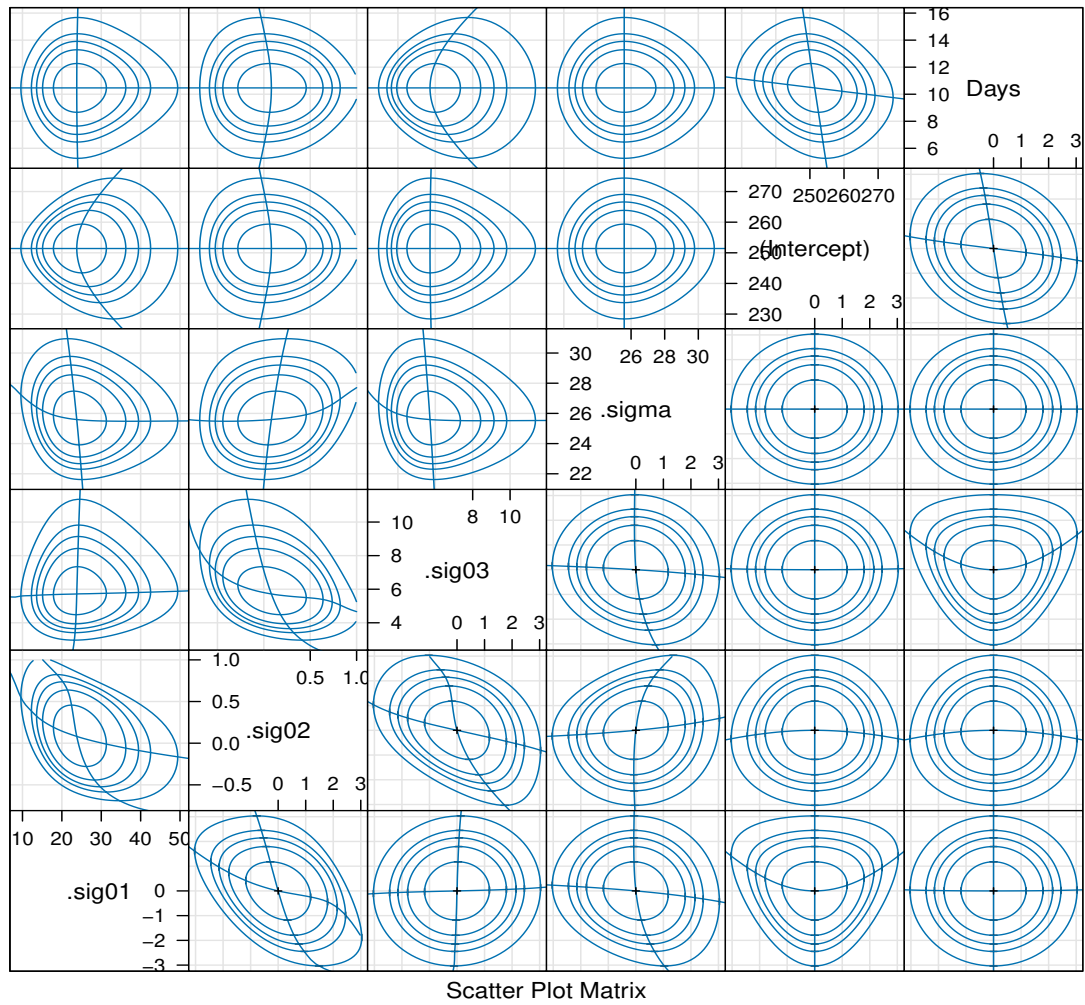 16
14
12
10 Days
8 0 1 2 3
6
270 250 260 270
260
250 (Intercept)
240 0 1 2 3
230
30 26 28 30
28
26 .sigma
24
22 0 1 2 3
10 8 10
8
.sig03
6
4 0 1 2 3
1.0 0.5 1.0
0.5
0.0 .sig02
−0.5 0 1 2 3
10 20 30 40 50
.sig01 0
−1
−2
−3
Scatter Plot Matrix